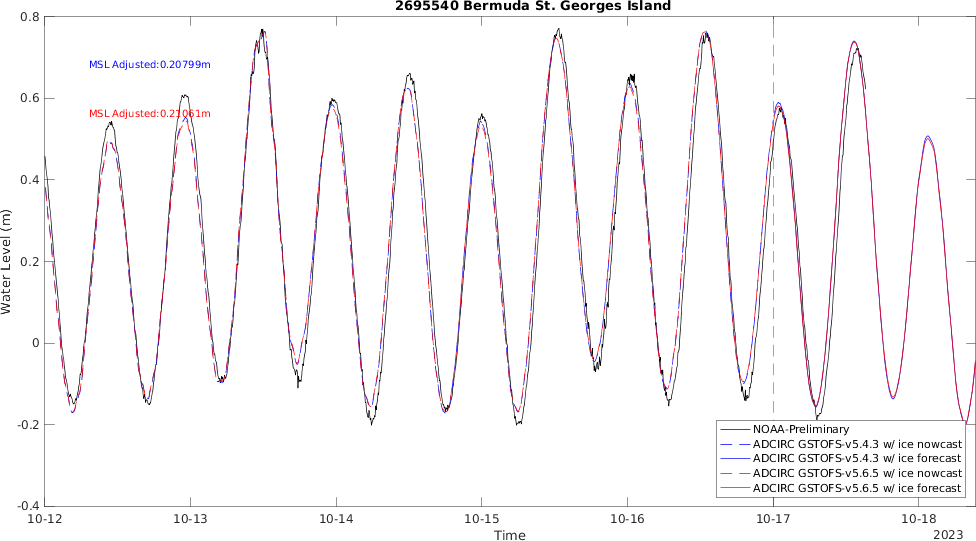 2695540 Bermuda St. Georges Island
0.8
MSL Adjusted:0.20799m
0.6
MSL Adjusted:0.21061m
0.4
0.2
0
-0.2
-0.4
Water Level (m)
NOAA-Preliminary
ADCIRC GSTOFS-v5.4.3 w/ ice nowcast
ADCIRC GSTOFS-v5.4.3 w/ ice forecast
ADCIRC GSTOFS-v5.6.5 w/ ice nowcast
ADCIRC GSTOFS-v5.6.5 w/ ice forecast
10-12 10-13 10-14 10-15 10-16 10-17 10-18
Time
2023